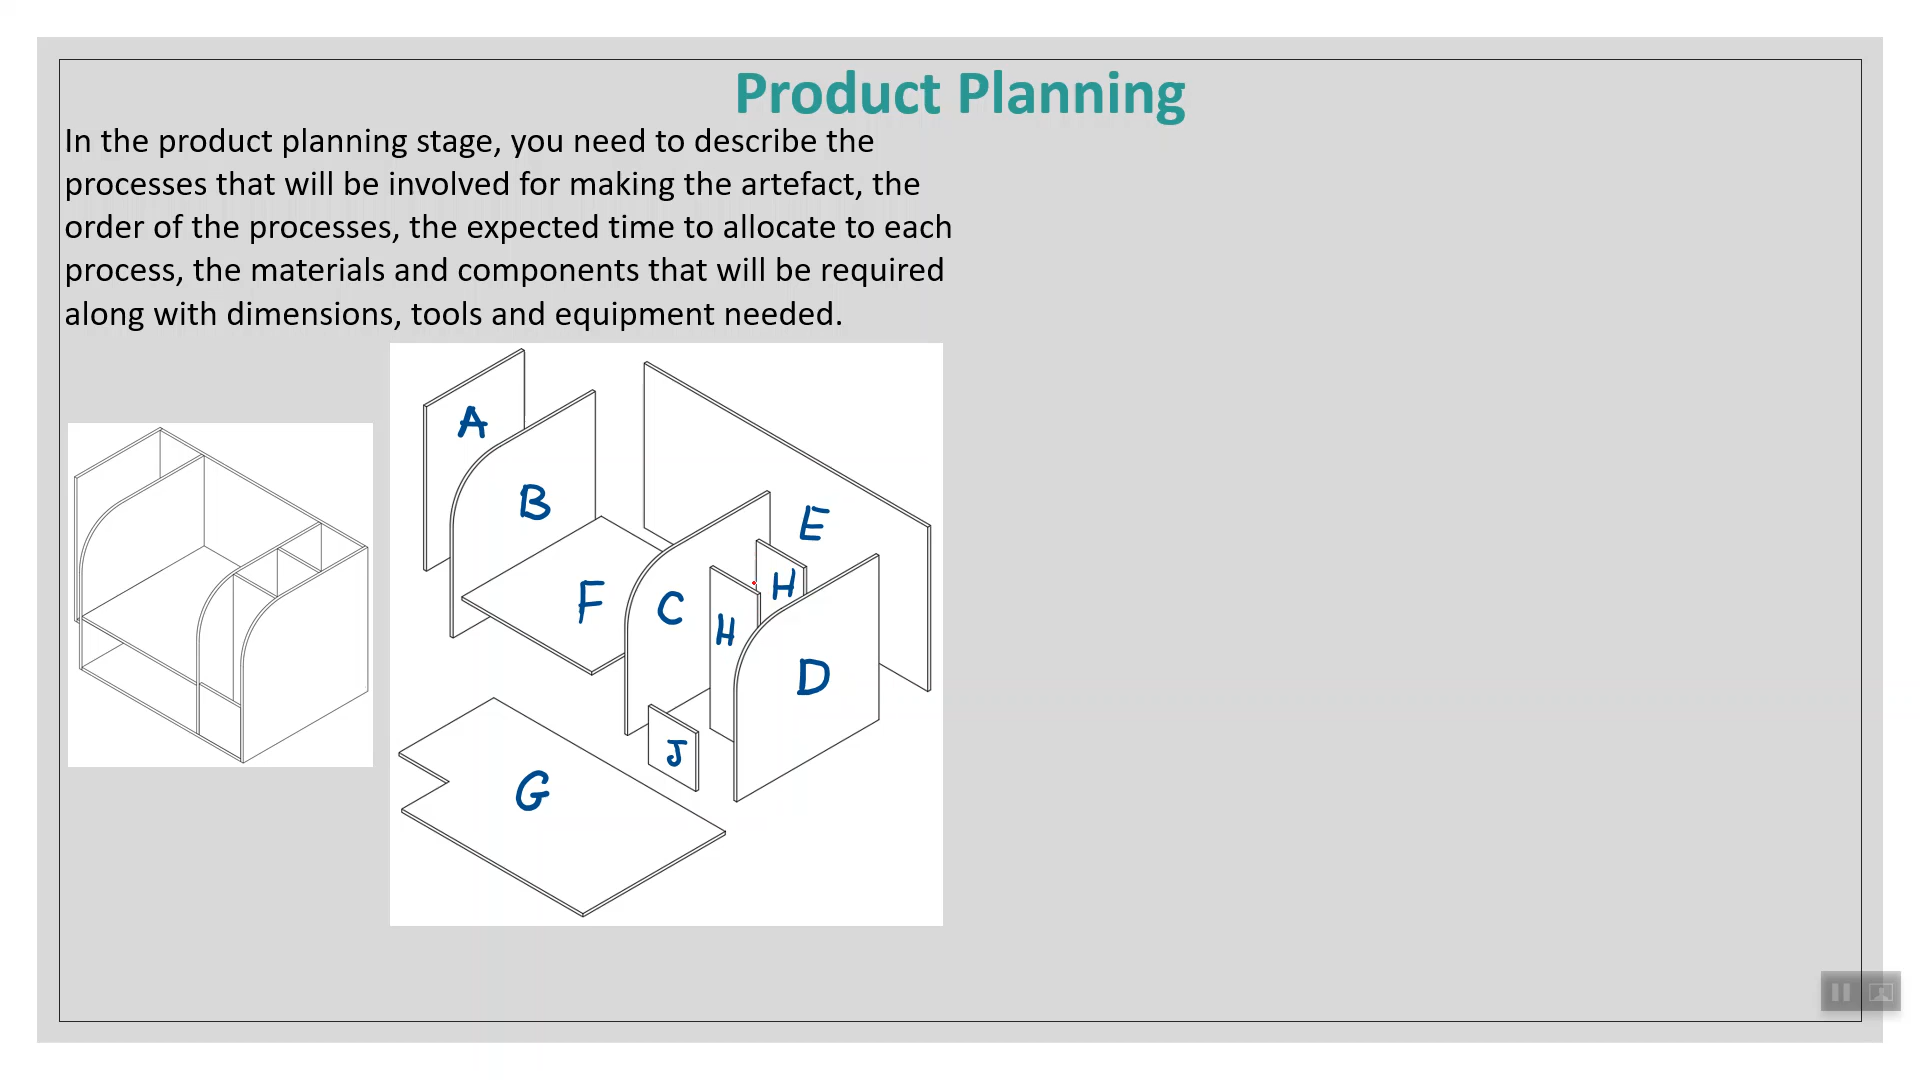 Product Planning
In the product planning stage, you need to describe the
processes that will be involved for making the artefact, the
order of the processes, the expected time to allocate to each
process, the materials and components that will be required
along with dimensions, tools and equipment needed.
A
B
E
F
C
H
H
D
J
G